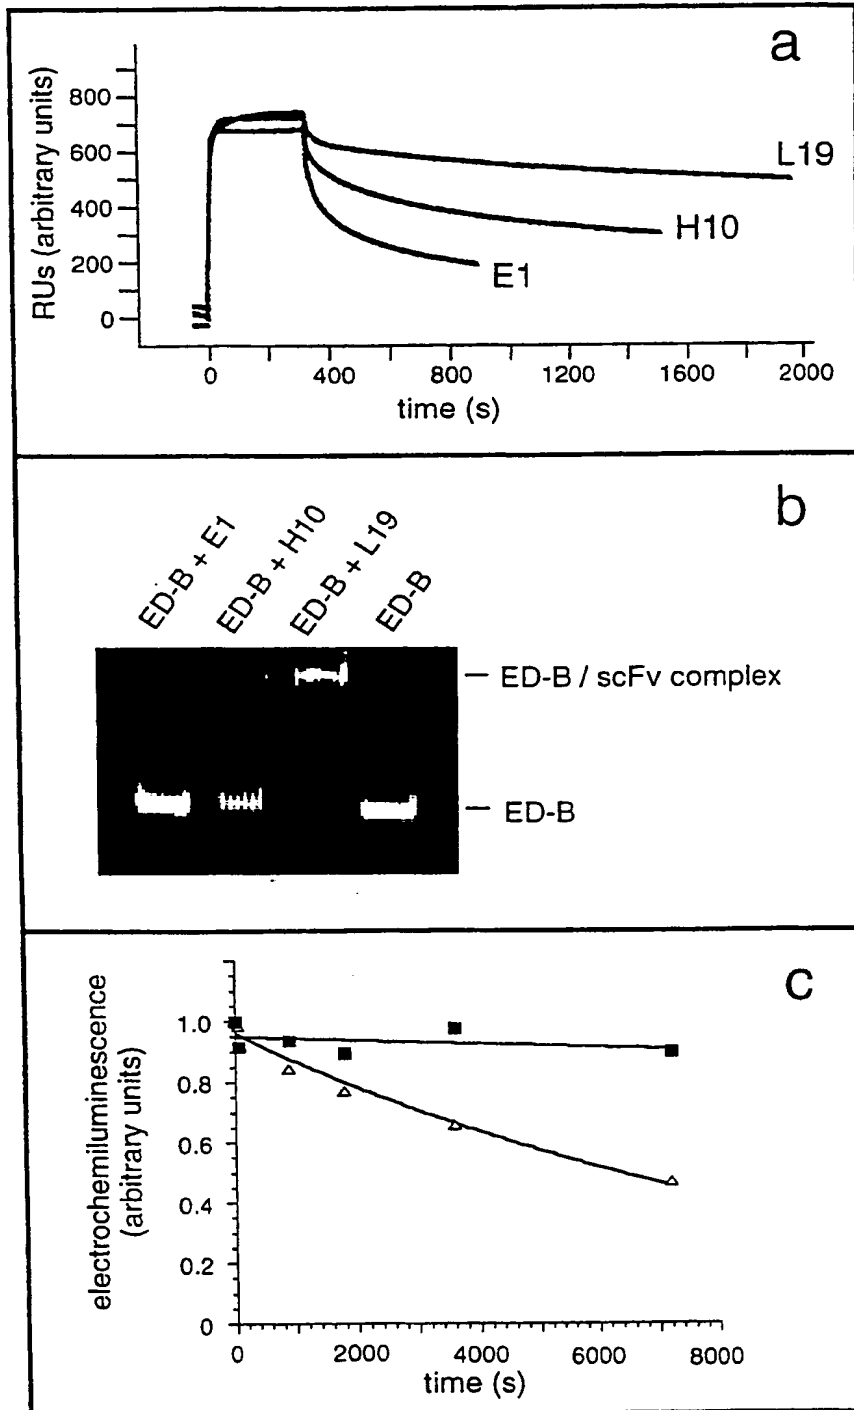 a
RUs (arbitrary units)
800
600
400
200
0
L19
H10
E1
0 400 800 1200 1600 2000
time (s)
b
ED-B + E1
ED-B + H10
ED-B + L19
ED-B
ED-B / scFv complex
ED-B
c
electrochemiluminescence
(arbitrary units)
1.0
0.8
0.6
0.4
0.2
0
0 2000 4000 6000 8000
time (s)